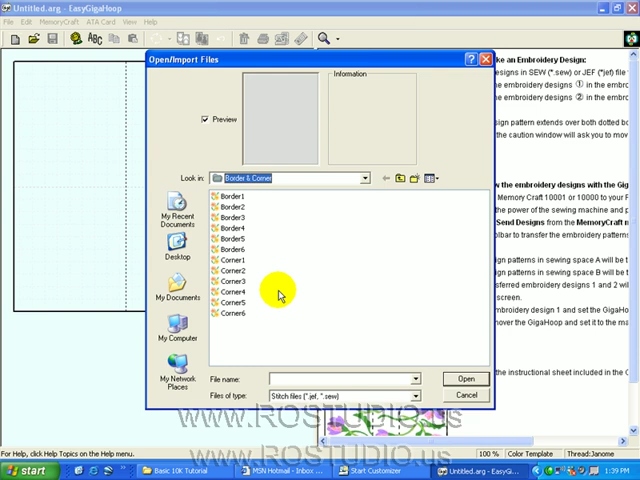 Untitled.arg - EasyGigaHoop
File Edit MemoryCraft ATA Card View Help
ABC
Open/Import Files
Preview
Information
Look in:
Border & Corner
My Recent
Documents
Desktop
My Documents
My Computer
My Network
Places
Border1
Border2
Border3
Border4
Border5
Border6
Corner1
Corner2
Corner3
Corner4
Corner5
Corner6
File name:
Open
Files of type:
Stitch files (*.jef, *.sew)
Cancel
ke an Embroidery Design:
esigns in SEW (*.sew) or JEF (*jef) file
the embroidery designs ① in the embro
the embroidery designs ② in the embro
sign pattern extends over both dotted bo
the caution window will ask you to mov
w the embroidery designs with the Gig
Memory Craft 10001 or 10000 to your F
the power of the sewing machine and p
Send Designs from the MemoryCraft m
olbar to transfer the embroidery patterns
ign patterns in sewing space A will be t
ign patterns in sewing space B will be t
sferred embroidery designs 1 and 2 will
screen.
mbroidery design 1 and set the GigaHo
mover the GigaHoop and set it to the ma
the instructional sheet included in the G
www.ROSTUDIO.us
For Help, click Help Topics on the Help menu.
100 %
Color Template
Thread:Janome
www.ROSTUDIO.us
start
Basic 10K Tutorial
MSN Hotmail - Inbox ...
Start Customizer
Untitled.arg - EasyGi...
1:39 PM